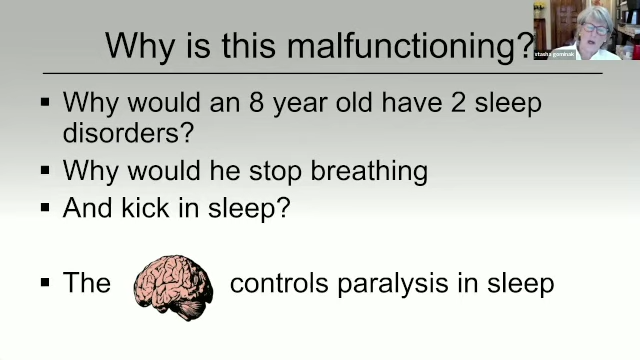 Why is this malfunctioning?
Why would an 8 year old have 2 sleep
disorders?
Why would he stop breathing
And kick in sleep?
The controls paralysis in sleep